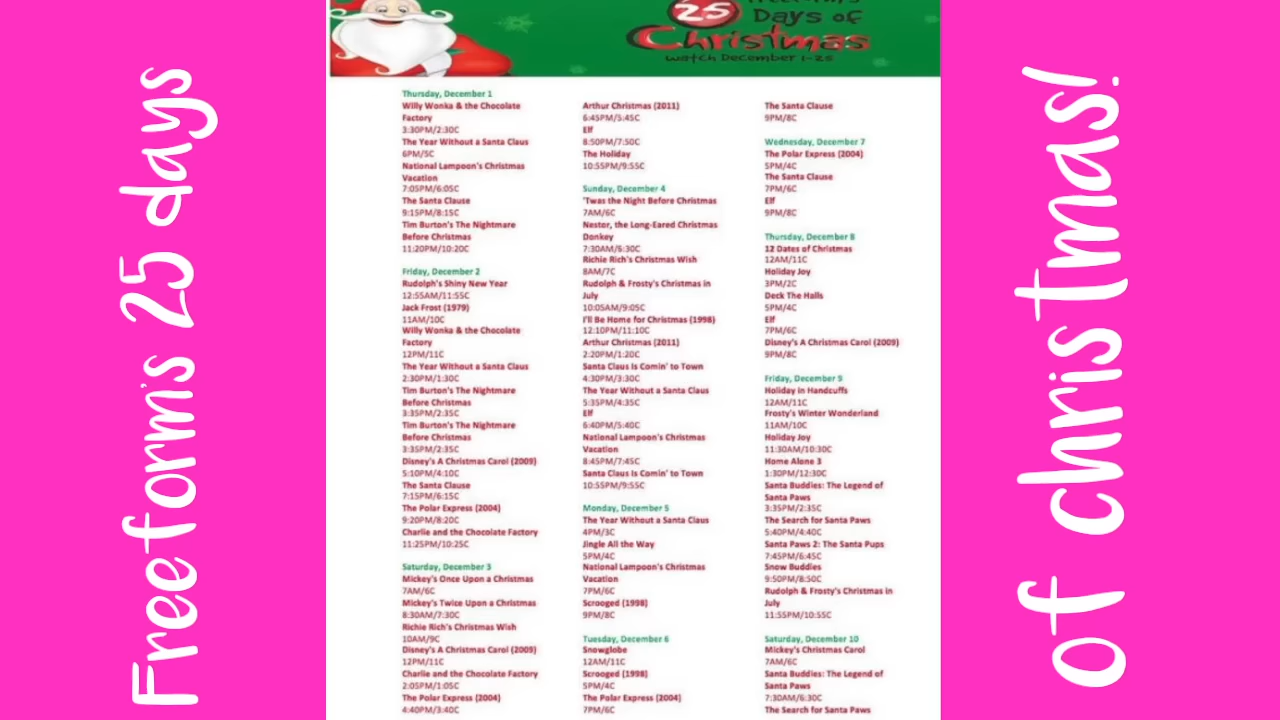 Freeform's 25 days
25
Days of
Christmas
watch December 1-25
Thursday, December 1
Willy Wonka & the Chocolate
Factory
3:30PM/2:30C
The Year Without a Santa Claus
6PM/5C
National Lampoon's Christmas
Vacation
7:05PM/6:05C
The Santa Clause
9:15PM/8:15C
Tim Burton's The Nightmare
Before Christmas
11:20PM/10:20C
Friday, December 2
Rudolph's Shiny New Year
12:55AM/11:55C
Jack Frost (1979)
11AM/10C
Willy Wonka & the Chocolate
Factory
12PM/11C
The Year Without a Santa Claus
2:30PM/1:30C
Tim Burton's The Nightmare
Before Christmas
3:35PM/2:35C
Tim Burton's The Nightmare
Before Christmas
3:35PM/2:35C
Disney's A Christmas Carol (2009)
5:10PM/4:10C
The Santa Clause
7:15PM/6:15C
The Polar Express (2004)
9:20PM/8:20C
Charlie and the Chocolate Factory
11:25PM/10:25C
Saturday, December 3
Mickey's Once Upon a Christmas
7AM/6C
Mickey's Twice Upon a Christmas
8:30AM/7:30C
Richie Rich's Christmas Wish
10AM/9C
Disney's A Christmas Carol (2009)
12PM/11C
Charlie and the Chocolate Factory
2:05PM/1:05C
The Polar Express (2004)
4:40PM/3:40C
Arthur Christmas (2011)
6:45PM/5:45C
Elf
8:50PM/7:50C
The Holiday
10:55PM/9:55C
Sunday, December 4
'Twas the Night Before Christmas
7AM/6C
Nestor, the Long-Eared Christmas
Donkey
7:30AM/6:30C
Richie Rich's Christmas Wish
8AM/7C
Rudolph & Frosty's Christmas in
July
10:05AM/9:05C
I'll Be Home for Christmas (1998)
12:10PM/11:10C
Arthur Christmas (2011)
2:20PM/1:20C
Santa Claus Is Comin' to Town
4:30PM/3:30C
The Year Without a Santa Claus
5:35PM/4:35C
Elf
6:40PM/5:40C
National Lampoon's Christmas
Vacation
8:45PM/7:45C
Santa Claus Is Comin' to Town
10:55PM/9:55C
Monday, December 5
The Year Without a Santa Claus
4PM/3C
Jingle All the Way
5PM/4C
National Lampoon's Christmas
Vacation
7PM/6C
Scrooged (1998)
9PM/8C
Tuesday, December 6
Snowglobe
12AM/11C
Scrooged (1998)
5PM/4C
The Polar Express (2004)
7PM/6C
The Santa Clause
9PM/8C
Wednesday, December 7
The Polar Express (2004)
5PM/4C
The Santa Clause
7PM/6C
Elf
9PM/8C
Thursday, December 8
12 Dates of Christmas
12AM/11C
Holiday Joy
3PM/2C
Deck The Halls
5PM/4C
Elf
7PM/6C
Disney's A Christmas Carol (2009)
9PM/8C
Friday, December 9
Holiday in Handcuffs
12AM/11C
Frosty's Winter Wonderland
11AM/10C
Holiday Joy
11:30AM/10:30C
Home Alone 3
1:30PM/12:30C
Santa Buddies: The Legend of
Santa Paws
3:35PM/2:35C
The Search for Santa Paws
5:40PM/4:40C
Santa Paws 2: The Santa Pups
7:45PM/6:45C
Snow Buddies
9:50PM/8:50C
Rudolph & Frosty's Christmas in
July
11:55PM/10:55C
Saturday, December 10
Mickey's Christmas Carol
7AM/6C
Santa Buddies: The Legend of
Santa Paws
7:30AM/6:30C
The Search for Santa Paws
of christmas!